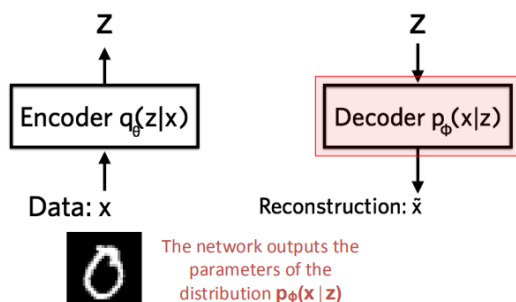 z
Encoder qθ(z|x)
Data: x
z
Decoder pϕ(x|z)
Reconstruction: x̃
The network outputs the
parameters of the
distribution pϕ(x|z)